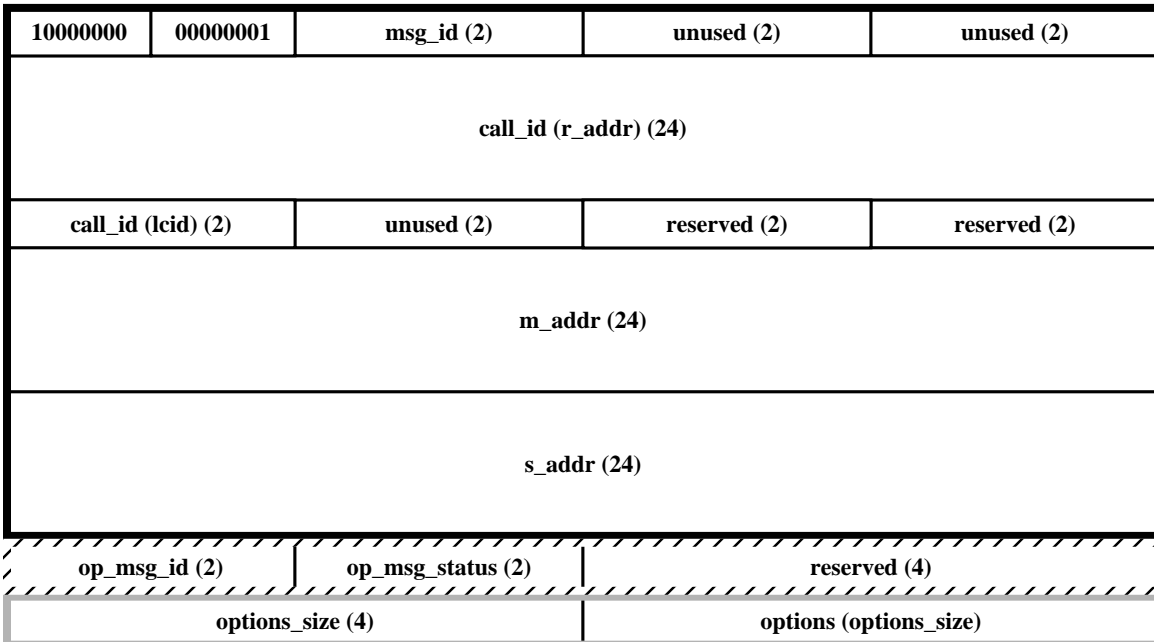 10000000 00000001 msg_id (2) unused (2) unused (2)
call_id (r_addr) (24)
call_id (lcid) (2) unused (2) reserved (2) reserved (2)
m_addr (24)
s_addr (24)
op_msg_id (2) op_msg_status (2) reserved (4)
options_size (4) options (options_size)